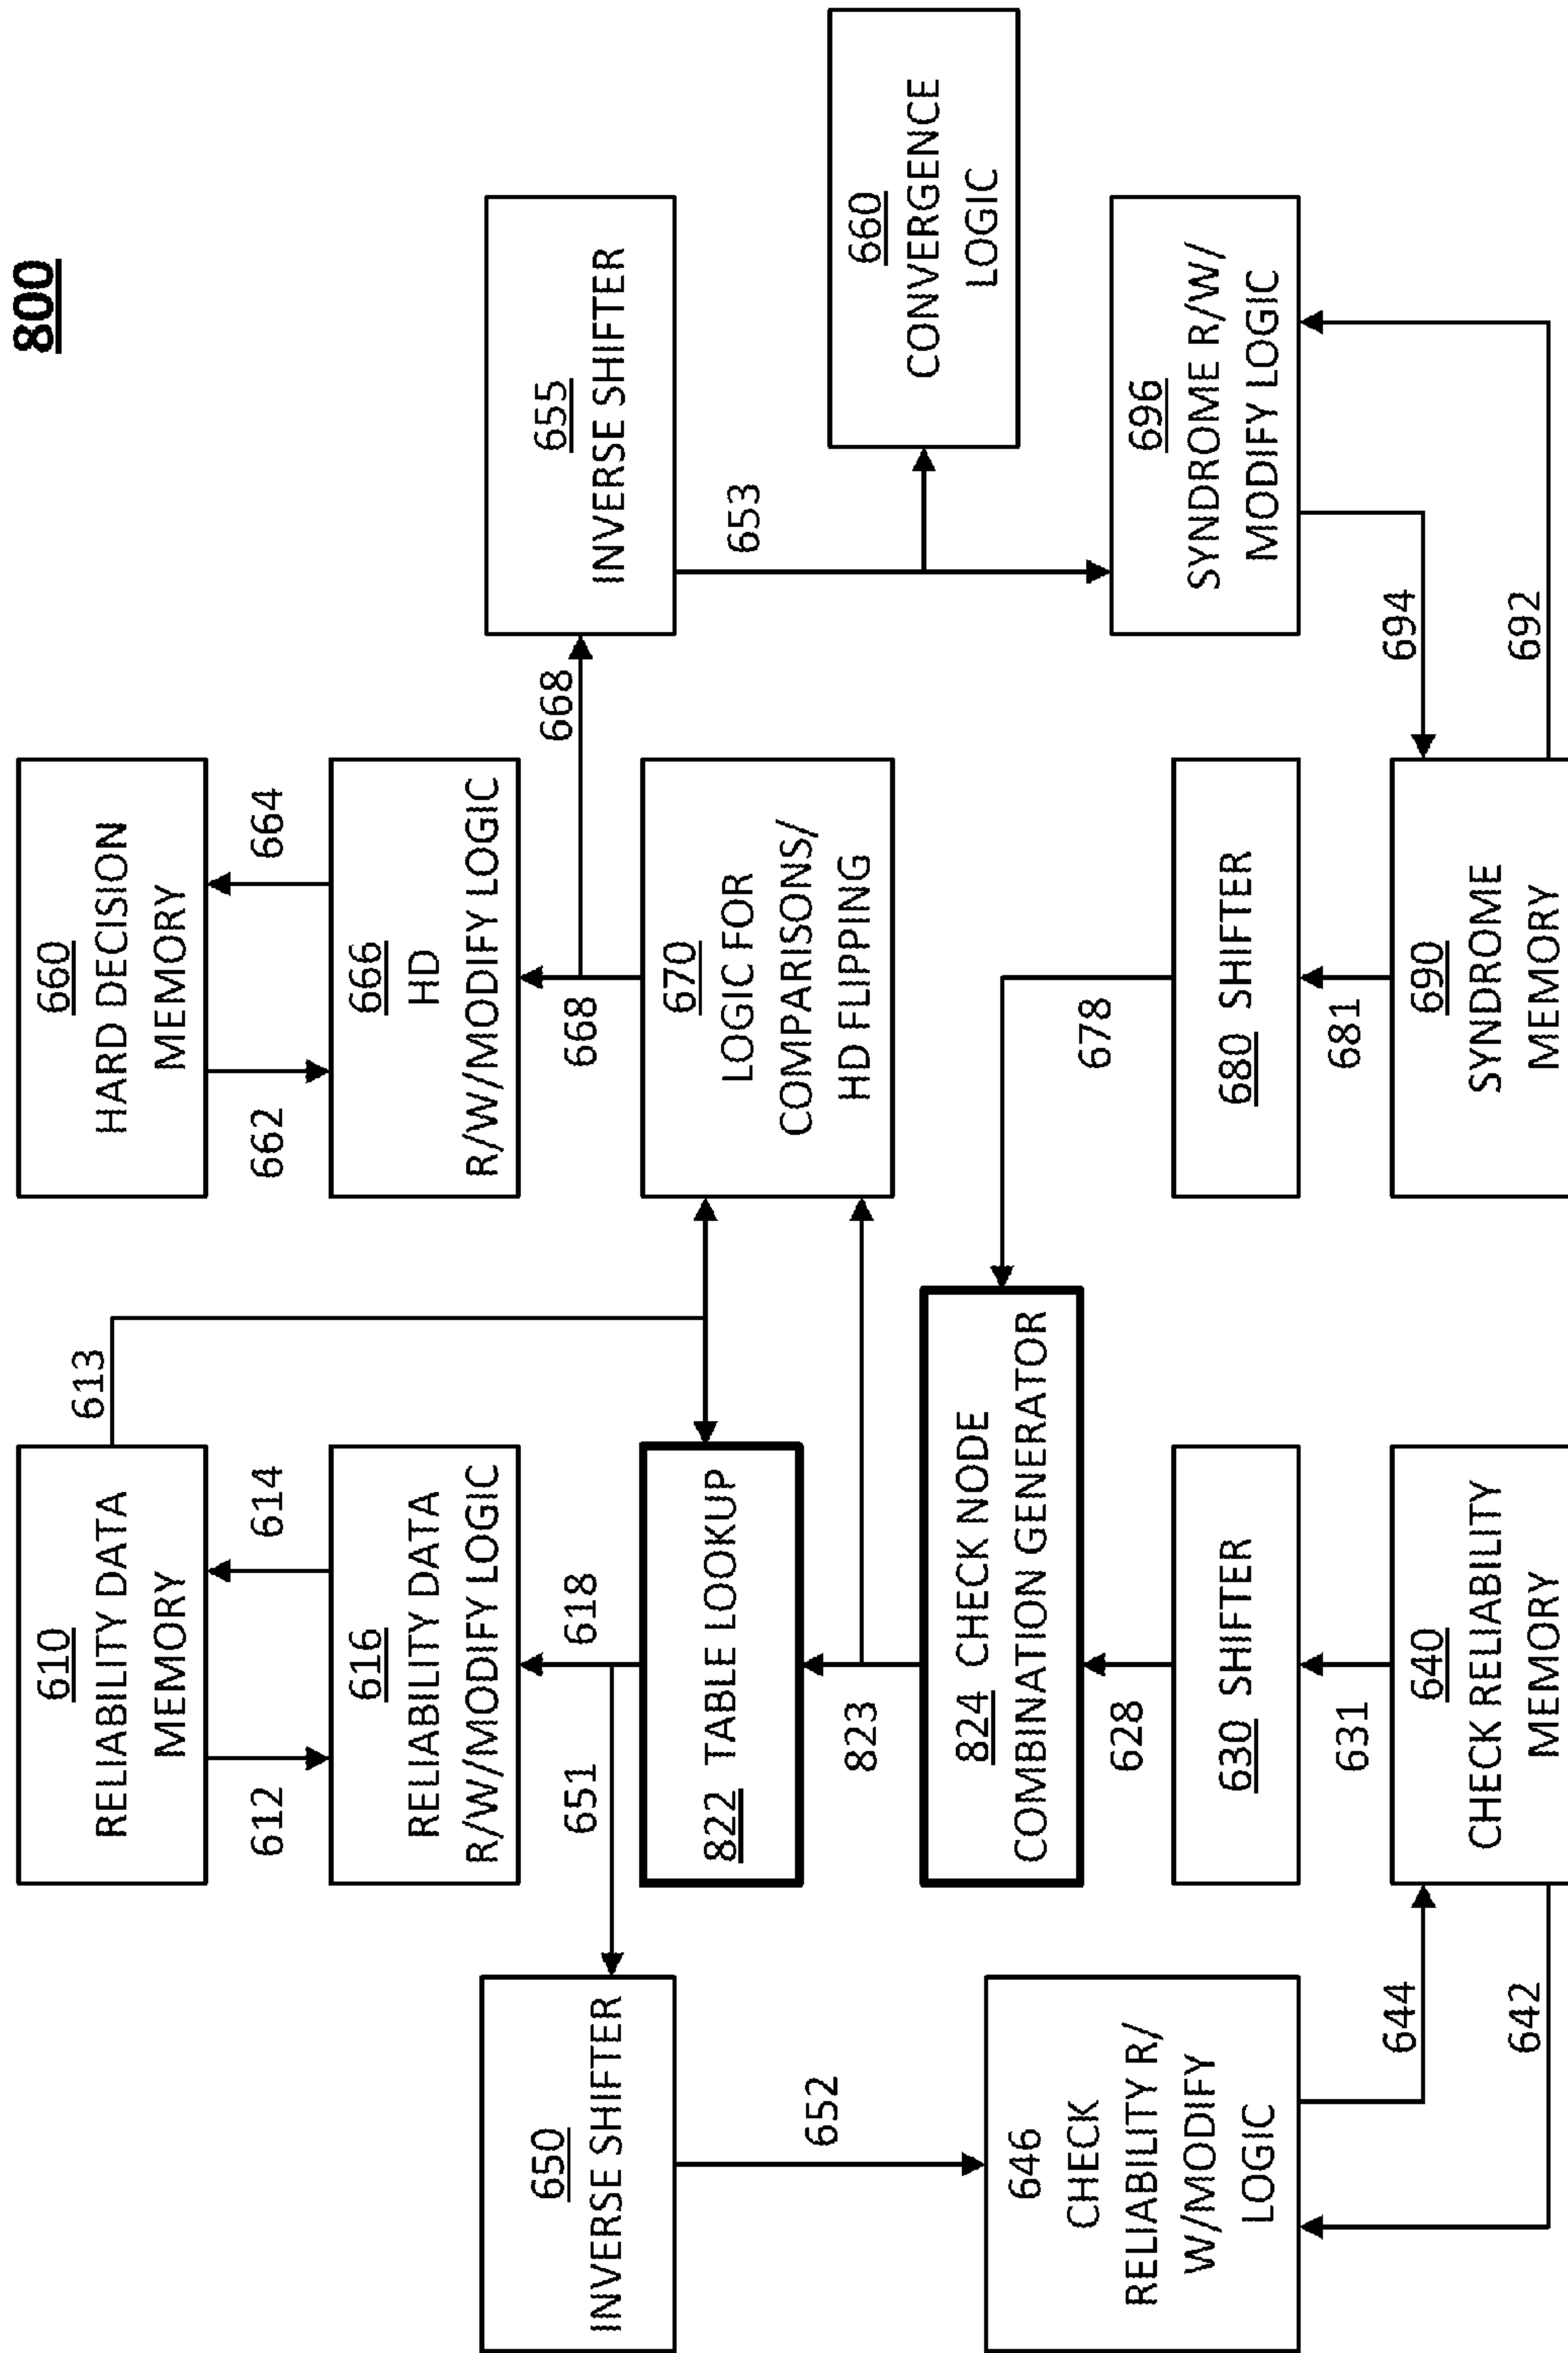 800
610
RELIABILITY DATA
MEMORY
613
660
HARD DECISION
MEMORY
612
614
662
664
616
RELIABILITY DATA
R/W/MODIFY LOGIC
666
HD
R/W/MODIFY LOGIC
650
INVERSE SHIFTER
651
618
668
668
655
INVERSE SHIFTER
822 TABLE LOOKUP
670
LOGIC FOR
COMPARISONS/
HD FLIPPING
653
652
823
660
CONVERGENCE
LOGIC
824 CHECK NODE
COMBINATION GENERATOR
646
CHECK
RELIABILITY R/
W/MODIFY
LOGIC
628
678
696
SYNDROME R/W/
MODIFY LOGIC
630 SHIFTER
680 SHIFTER
644
631
681
694
642
640
CHECK RELIABILITY
MEMORY
690
SYNDROME
MEMORY
692